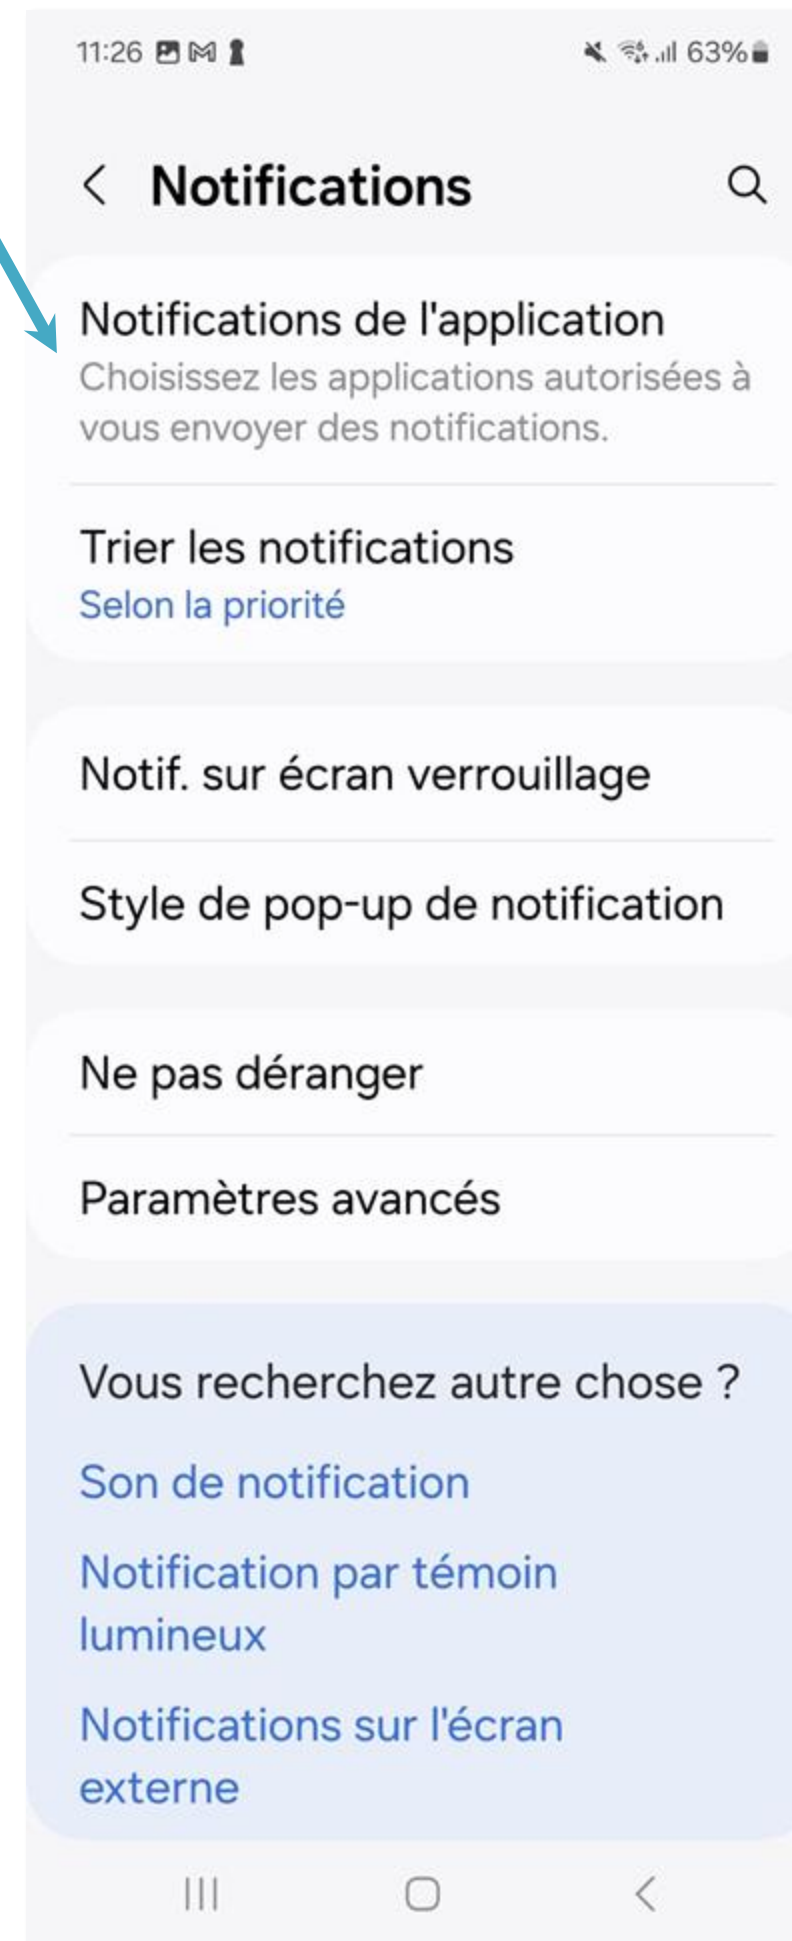 11:26 63%
Notifications
Notifications de l'application
Choisissez les applications autorisées à
vous envoyer des notifications.
Trier les notifications
Selon la priorité
Notif. sur écran verrouillage
Style de pop-up de notification
Ne pas déranger
Paramètres avancés
Vous recherchez autre chose ?
Son de notification
Notification par témoin
lumineux
Notifications sur l'écran
externe